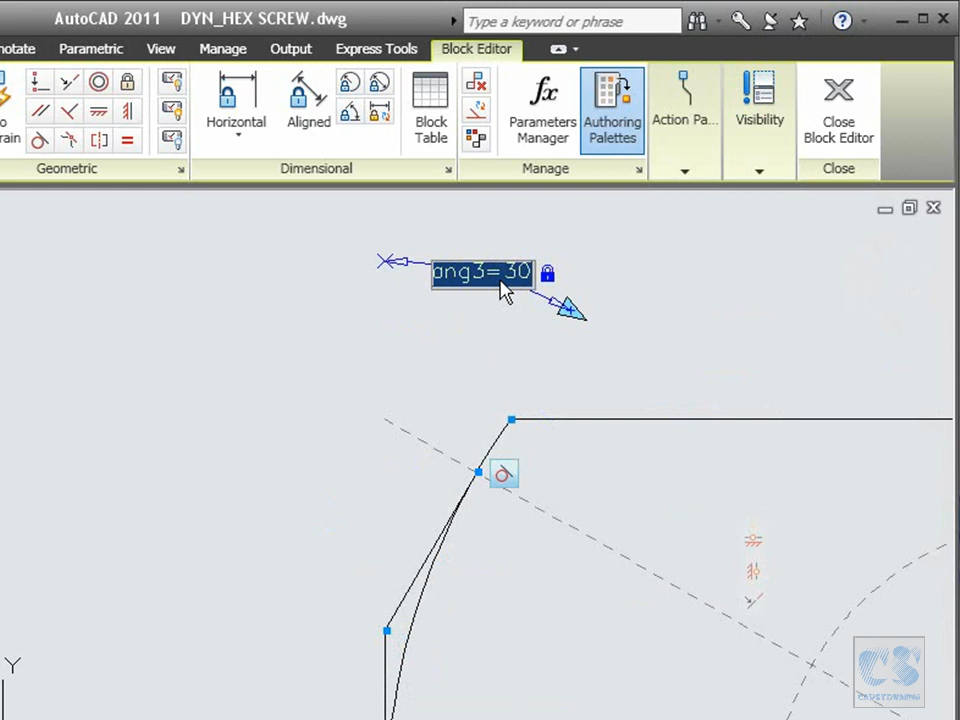 AutoCAD 2011 DYN_HEX SCREW.dwg
Type a keyword or phrase
notate Parametric View Manage Output Express Tools Block Editor
o
rain
Horizontal
Aligned
Block
Table
fx
Parameters
Manager
Authoring
Palettes
Action Pa...
Visibility
Close
Block Editor
Geometric
Dimensional
Manage
Close
ang3=30
Y
CS